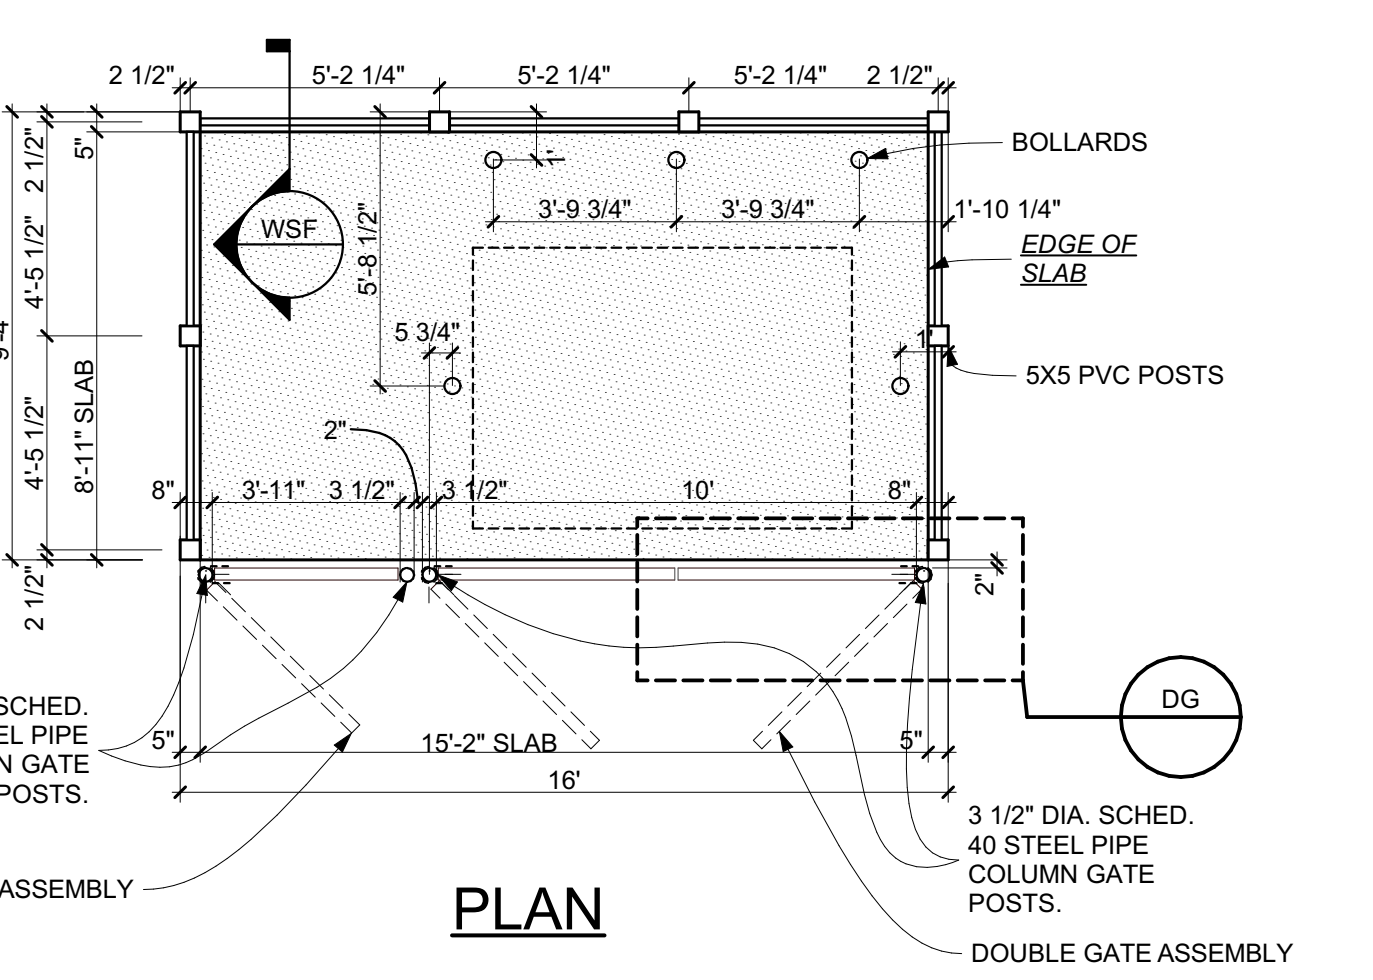 2 1/2"
5'-2 1/4"
5'-2 1/4"
5'-2 1/4"
2 1/2"
2 1/2"
5"
1'
BOLLARDS
3'-9 3/4"
3'-9 3/4"
1'-10 1/4"
WSF
EDGE OF
SLAB
4'-5 1/2"
5'-8 1/2"
5 3/4"
1'
5X5 PVC POSTS
4'-5 1/2"
8'-11" SLAB
2"
8"
3'-11"
3 1/2"
3 1/2"
10'
8"
2 1/2"
2"
SCHED.
EL PIPE
N GATE
POSTS.
5"
15'-2" SLAB
5"
16'
DG
3 1/2" DIA. SCHED.
40 STEEL PIPE
COLUMN GATE
POSTS.
ASSEMBLY
PLAN
DOUBLE GATE ASSEMBLY